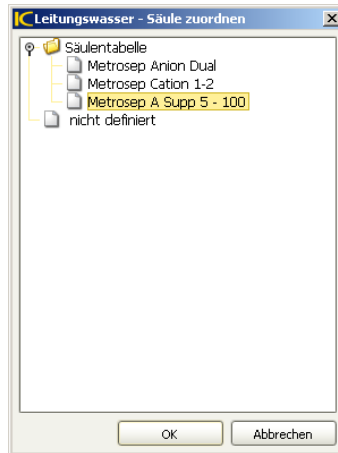 IC Leitungswasser - Säule zuordnen
Säulentabelle
Metrosep Anion Dual
Metrosep Cation 1-2
Metrosep A Supp 5 - 100
nicht definiert
OK
Abbrechen